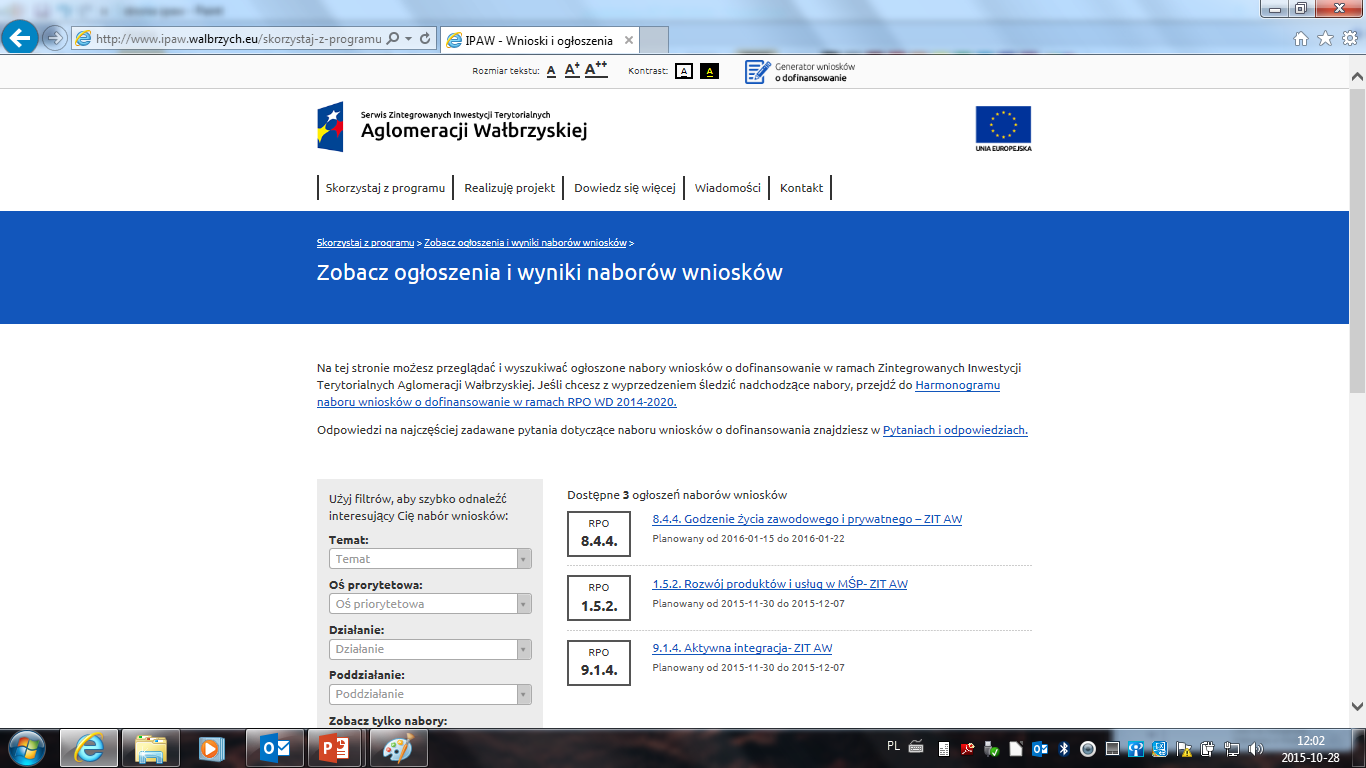 http://www.ipaw.walbrzych.eu/skorzystaj-z-programu
IPAW - Wnioski i ogłoszenia
Rozmiar tekstu: A A+ A++ Kontrast: A A
Generator wniosków
o dofinansowanie
Serwis Zintegrowanych Inwestycji Terytorialnych
Aglomeracji Wałbrzyskiej
UNIA EUROPEJSKA
Skorzystaj z programu
Realizuję projekt
Dowiedz się więcej
Wiadomości
Kontakt
Skorzystaj z programu > Zobacz ogłoszenia i wyniki naborów wniosków >
Zobacz ogłoszenia i wyniki naborów wniosków
Na tej stronie możesz przeglądać i wyszukiwać ogłoszone nabory wniosków o dofinansowanie w ramach Zintegrowanych Inwestycji
Terytorialnych Aglomeracji Wałbrzyskiej. Jeśli chcesz z wyprzedzeniem śledzić nadchodzące nabory, przejdź do Harmonogramu
naboru wniosków o dofinansowanie w ramach RPO WD 2014-2020.
Odpowiedzi na najczęściej zadawane pytania dotyczące naboru wniosków o dofinansowania znajdziesz w Pytaniach i odpowiedziach.
Użyj filtrów, aby szybko odnaleźć
interesujący Cię nabór wniosków:
Temat:
Temat
Oś prorytetowa:
Oś priorytetowa
Działanie:
Działanie
Poddziałanie:
Poddziałanie
Zobacz tylko nabory:
Dostępne 3 ogłoszeń naborów wniosków
RPO
8.4.4.
8.4.4. Godzenie życia zawodowego i prywatnego – ZIT AW
Planowany od 2016-01-15 do 2016-01-22
RPO
1.5.2.
1.5.2. Rozwój produktów i usług w MŚP- ZIT AW
Planowany od 2015-11-30 do 2015-12-07
RPO
9.1.4.
9.1.4. Aktywna integracja- ZIT AW
Planowany od 2015-11-30 do 2015-12-07
PL
12:02
2015-10-28